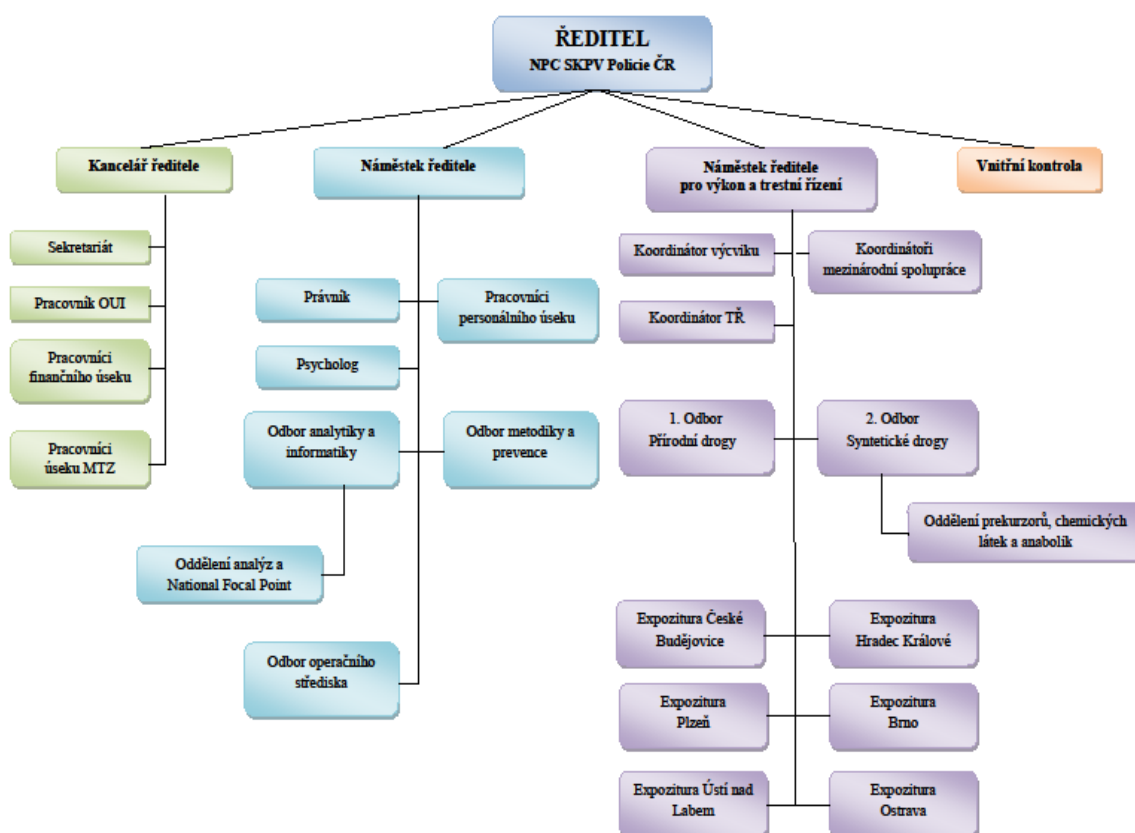 ŘEDITEL
NPC SKPV Policie ČR
Kancelář ředitele
Náměstek ředitele
Náměstek ředitele
pro výkon a trestní řízení
Vnitřní kontrola
Sekretariát
Pracovník OUI
Pracovníci
finančního úseku
Pracovníci
úseku MTZ
Právník
Pracovníci
personálního úseku
Psycholog
Odbor analytiky a
informatiky
Odbor metodiky a
prevence
Oddělení analýz a
National Focal Point
Odbor operačního
střediska
Koordinátor výcviku
Koordinátoři
mezinárodní spolupráce
Koordinátor TŘ
1. Odbor
Přírodní drogy
2. Odbor
Syntetické drogy
Oddělení prekurzorů, chemických
látek a anabolik
Expozitura České
Budějovice
Expozitura
Hradec Králové
Expozitura
Plzeň
Expozitura
Brno
Expozitura Ústí nad
Labem
Expozitura
Ostrava